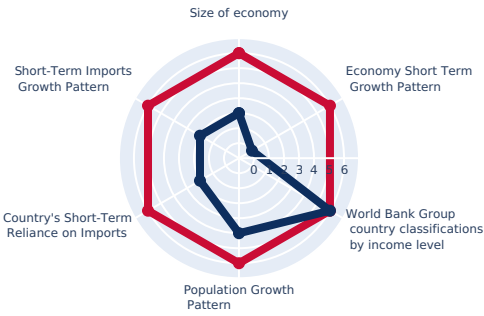 Size of economy
Short-Term Imports
Growth Pattern
Economy Short Term
Growth Pattern
0 1 2 3 4 5 6
Country's Short-Term
Reliance on Imports
World Bank Group
country classifications
by income level
Population Growth
Pattern